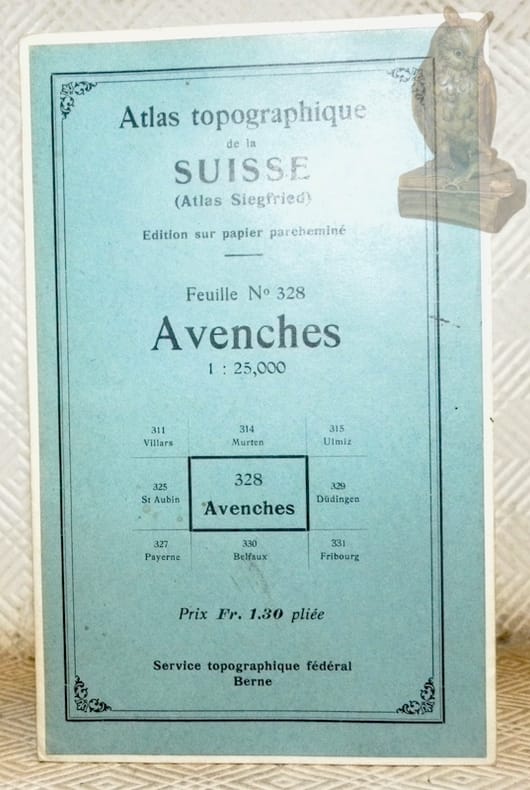 Atlas topographique
de la
SUISSE
(Atlas Siegfried)
Edition sur papier parcheminé
Feuille Nº 328
Avenches
1 : 25,000
311 314 315
Villars Murten Ulmiz
325 328 329
St Aubin Avenches Düdingen
327 330 331
Payerne Belfaux Fribourg
Prix Fr. 1.30 pliée
Service topographique fédéral
Berne